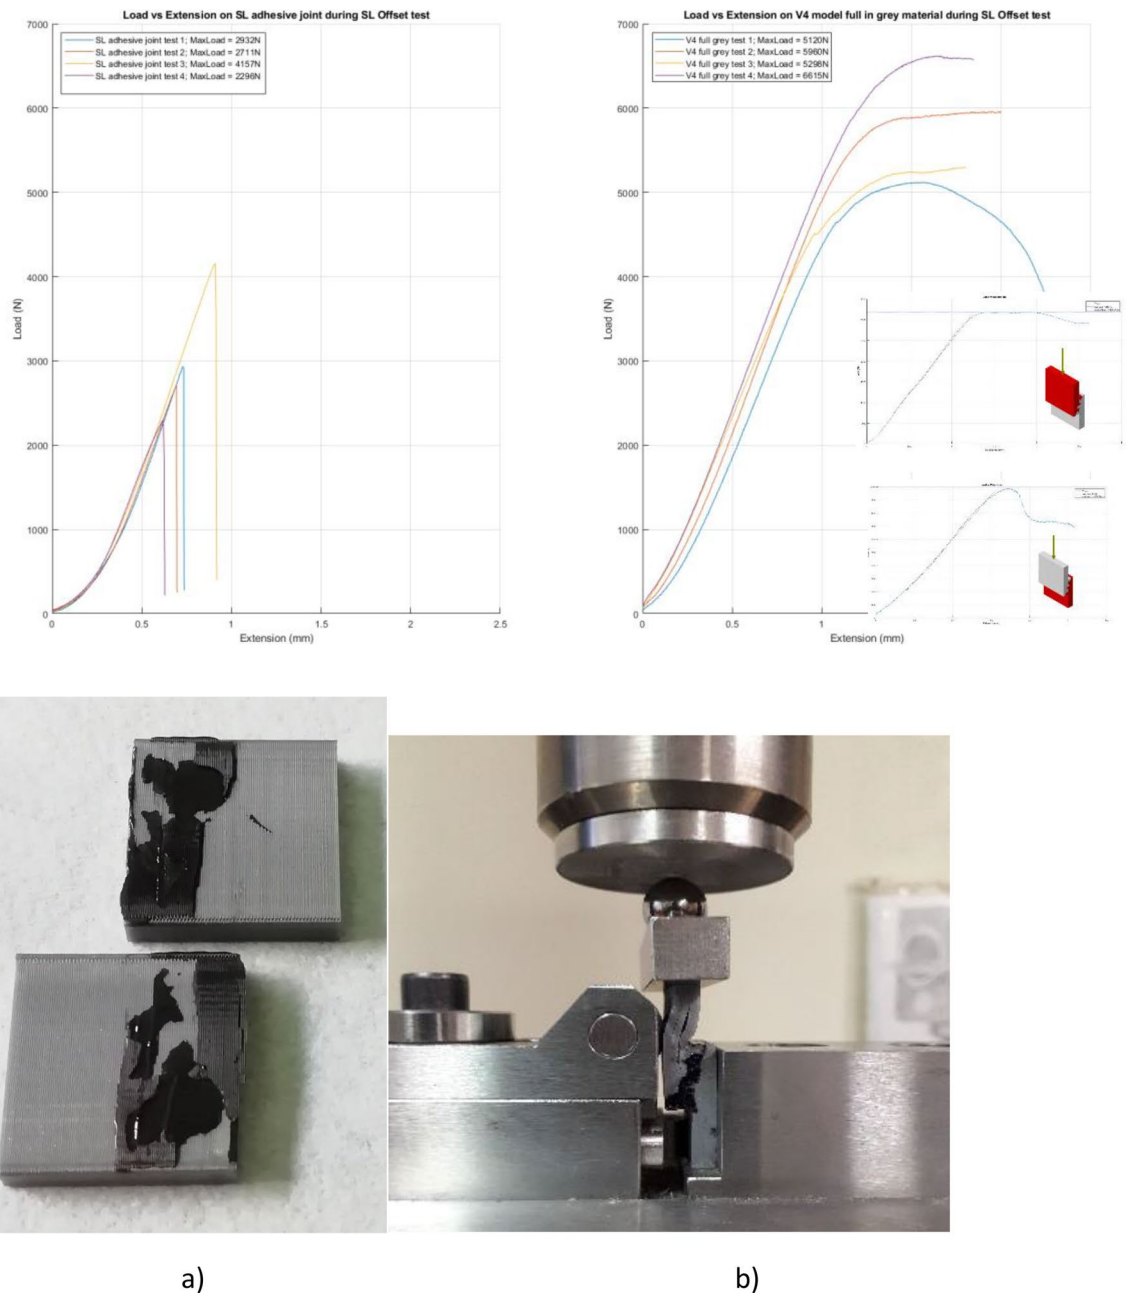 Load vs Extension on SL adhesive joint during SL Offset test
7000
6000
5000
4000
3000
2000
1000
0
Load (N)
SL adhesive joint test 1; MaxLoad = 2932N
SL adhesive joint test 2; MaxLoad = 2711N
SL adhesive joint test 3; MaxLoad = 4157N
SL adhesive joint test 4; MaxLoad = 2296N
0 0.5 1 1.5 2 2.5
Extension (mm)
Load vs Extension on V4 model full in grey material during SL Offset test
7000
6000
5000
4000
3000
2000
1000
0
Load (N)
V4 full grey test 1; MaxLoad = 5120N
V4 full grey test 2; MaxLoad = 5960N
V4 full grey test 3; MaxLoad = 5298N
V4 full grey test 4; MaxLoad = 6615N
0 0.5 1
Extension (mm)
a) b)